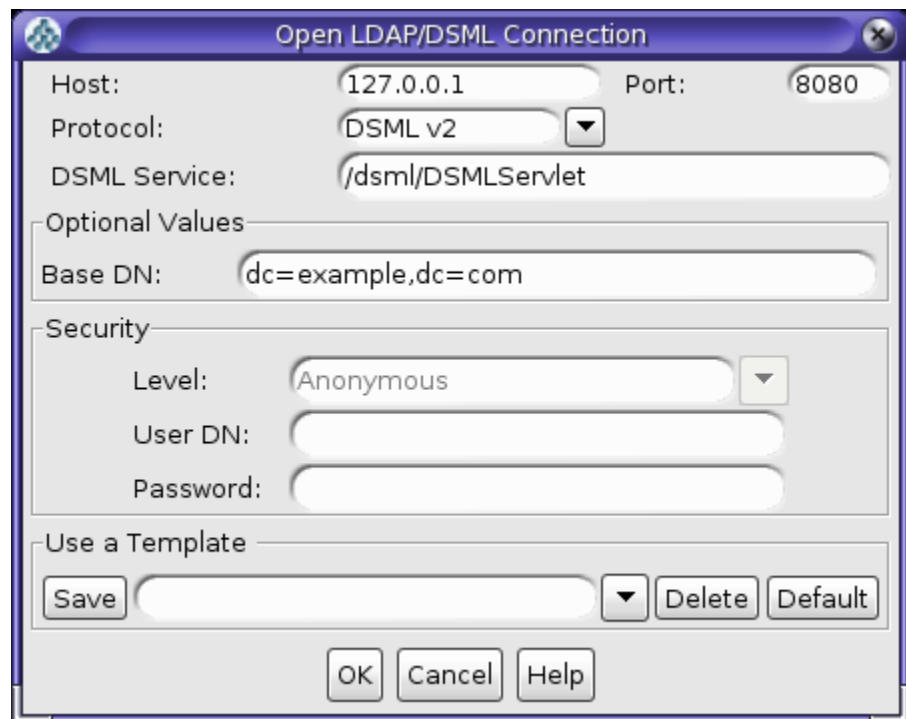 Open LDAP/DSML Connection
Host: 127.0.0.1 Port: 8080
Protocol: DSML v2
DSML Service: /dsml/DSMLServlet
Optional Values
Base DN: dc=example,dc=com
Security
Level: Anonymous
User DN:
Password:
Use a Template
Save Delete Default
OK Cancel Help